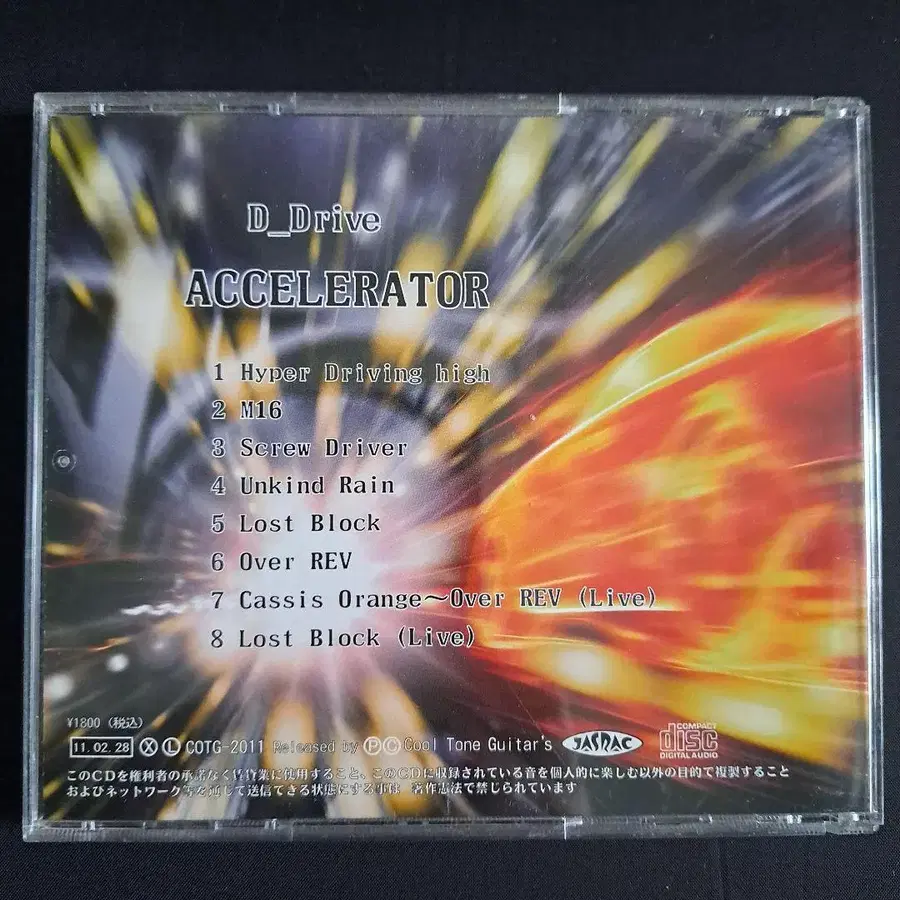 D_Drive
ACCELERATOR
1 Hyper Driving high
2 M16
3 Screw Driver
4 Unkind Rain
5 Lost Block
6 Over REV
7 Cassis Orange～Over REV (Live)
8 Lost Block (Live)
¥1800 (税込)
11.02.28 Ⓧ Ⓛ COTG-2011 Released by Ⓟ Ⓒ Cool Tone Guitar's JASRAC COMPACT disc DIGITAL AUDIO
このCDを権利者の承諾なく賃貸業に使用すること、このCDに収録されている音を個人的に楽しむ以外の目的で複製すること
およびネットワーク等を通して送信できる状態にする事は 著作憲法で禁じられています